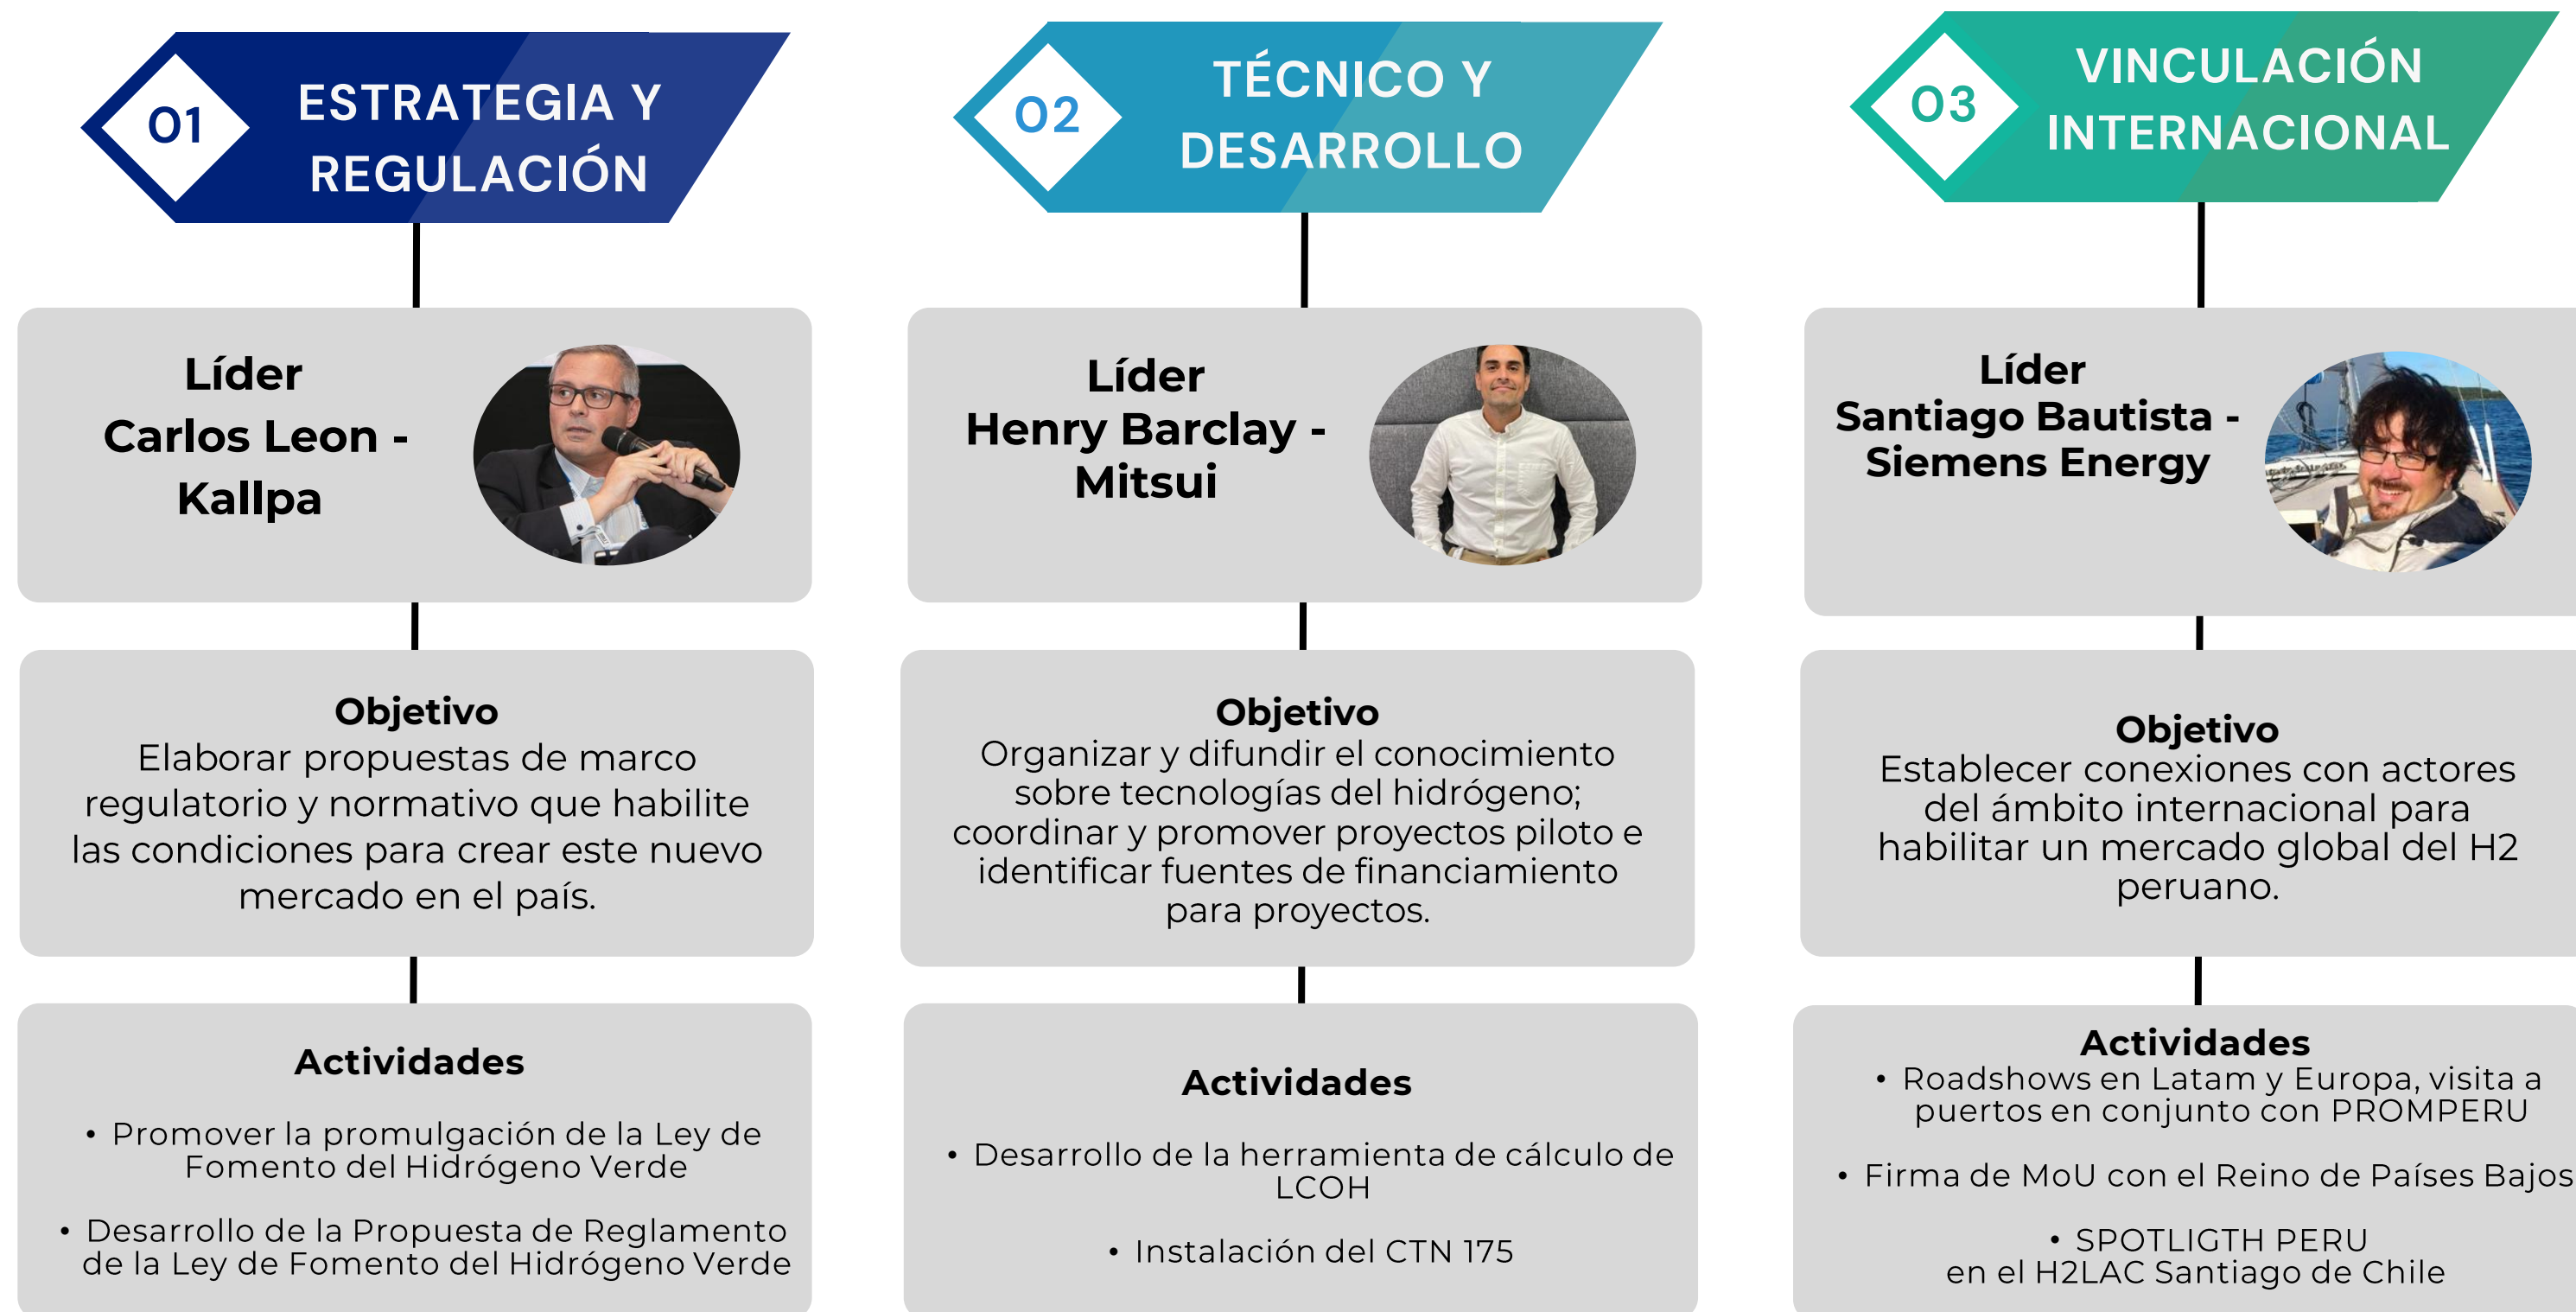 01
ESTRATEGIA Y
REGULACIÓN
Líder
Carlos Leon -
Kallpa
Objetivo
Elaborar propuestas de marco
regulatorio y normativo que habilite
las condiciones para crear este nuevo
mercado en el país.
Actividades
• Promover la promulgación de la Ley de
Fomento del Hidrógeno Verde
• Desarrollo de la Propuesta de Reglamento
de la Ley de Fomento del Hidrógeno Verde
02
TÉCNICO Y
DESARROLLO
Líder
Henry Barclay -
Mitsui
Objetivo
Organizar y difundir el conocimiento
sobre tecnologías del hidrógeno;
coordinar y promover proyectos piloto e
identificar fuentes de financiamiento
para proyectos.
Actividades
• Desarrollo de la herramienta de cálculo de
LCOH
• Instalación del CTN 175
03
VINCULACIÓN
INTERNACIONAL
Líder
Santiago Bautista -
Siemens Energy
Objetivo
Establecer conexiones con actores
del ámbito internacional para
habilitar un mercado global del H2
peruano.
Actividades
• Roadshows en Latam y Europa, visita a
puertos en conjunto con PROMPERU
• Firma de MoU con el Reino de Países Bajos
• SPOTLIGTH PERU
en el H2LAC Santiago de Chile